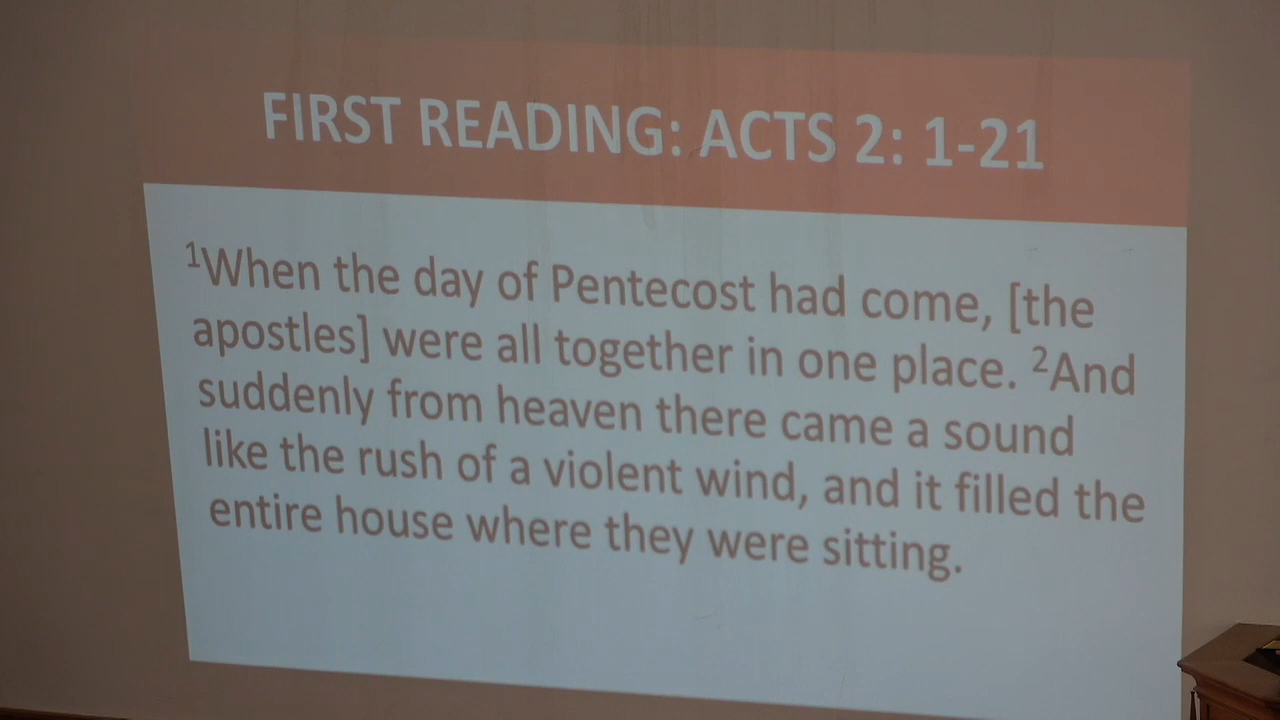 FIRST READING: ACTS 2: 1-21
¹When the day of Pentecost had come, [the
apostles] were all together in one place. ²And
suddenly from heaven there came a sound
like the rush of a violent wind, and it filled the
entire house where they were sitting.